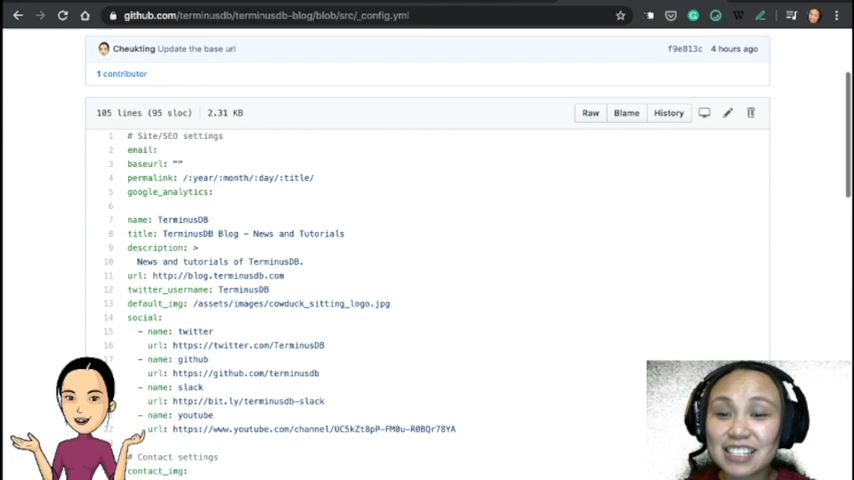 github.com/terminusdb/terminusdb-blog/blob/src/_config.yml
Cheukting Update the base url
f9e813c 4 hours ago
1 contributor
105 lines (95 sloc) 2.31 KB
Raw Blame History
1 # Site/SEO settings
2 email:
3 baseurl: ""
4 permalink: /:year/:month/:day/:title/
5 google_analytics:
6
7 name: TerminusDB
8 title: TerminusDB Blog - News and Tutorials
9 description: >
10 News and tutorials of TerminusDB.
11 url: http://blog.terminusdb.com
12 twitter_username: TerminusDB
13 default_img: /assets/images/cowduck_sitting_logo.jpg
14 social:
15 - name: twitter
16 url: https://twitter.com/TerminusDB
17 - name: github
url: https://github.com/terminusdb
- name: slack
url: http://bit.ly/terminusdb-slack
- name: youtube
url: https://www.youtube.com/channel/UC5kZt8pP-FM0u-R0BQr78YA
# Contact settings
contact_img: